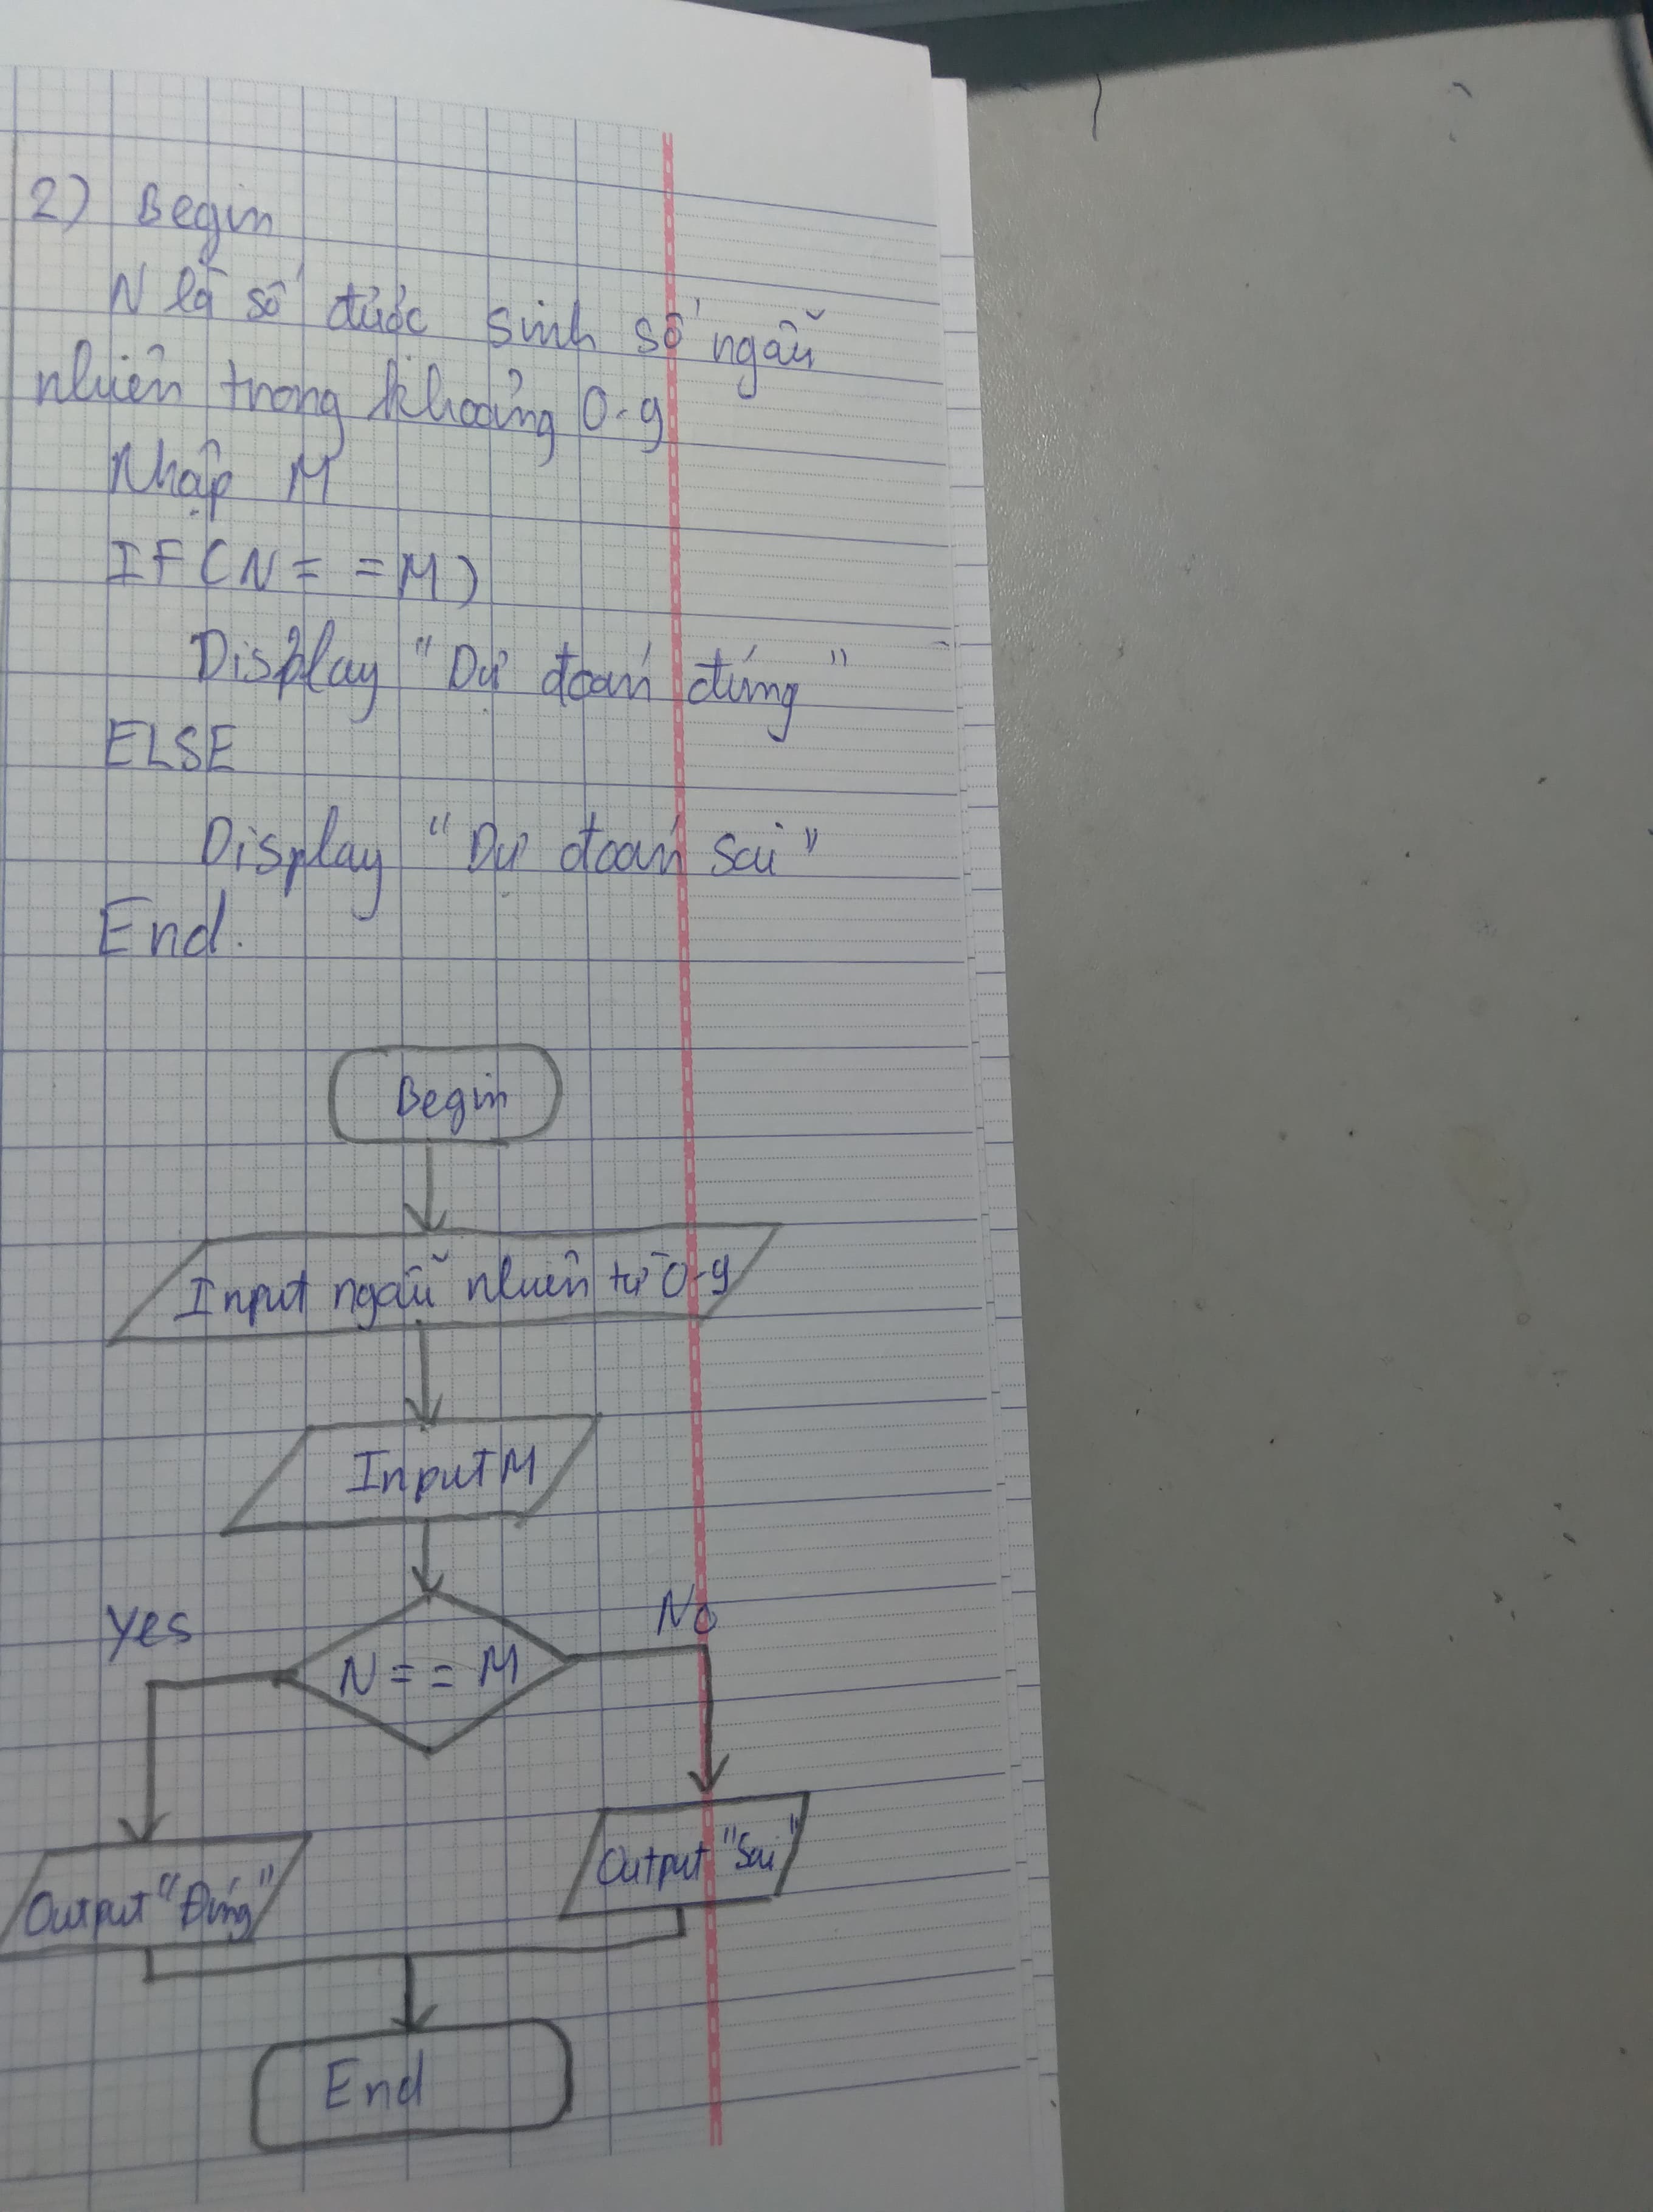 2) Begin
N là số được sinh số ngẫu
nhiên trong khoảng 0-9
Nhập M
IF(N= =M)
Display "Dự đoán đúng"
ELSE
Display "Dự đoán sai"
End.
Begin
Input ngẫu nhiên từ 0-9
Input M
Yes
No
N= = M
Output "Sai"
Output "Đúng"
End